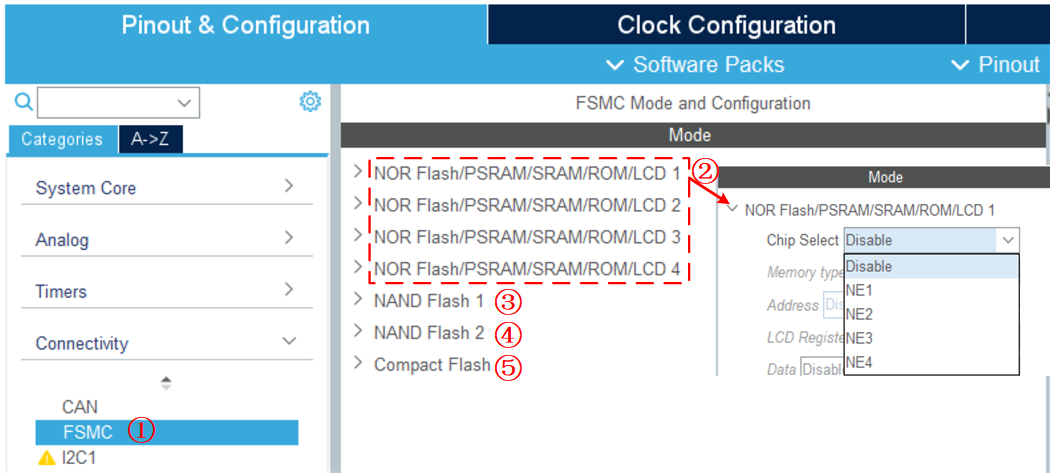 Pinout & Configuration
Clock Configuration
Software Packs
Pinout
Categories
A->Z
System Core
Analog
Timers
Connectivity
CAN
FSMC ①
I2C1
FSMC Mode and Configuration
Mode
NOR Flash/PSRAM/SRAM/ROM/LCD 1 ②
NOR Flash/PSRAM/SRAM/ROM/LCD 2
NOR Flash/PSRAM/SRAM/ROM/LCD 3
NOR Flash/PSRAM/SRAM/ROM/LCD 4
NAND Flash 1 ③
NAND Flash 2 ④
Compact Flash ⑤
Mode
NOR Flash/PSRAM/SRAM/ROM/LCD 1
Chip Select Disable
Disable
Memory type
NE1
Address Dis
NE2
LCD Registe
NE3
NE4
Data Disabl